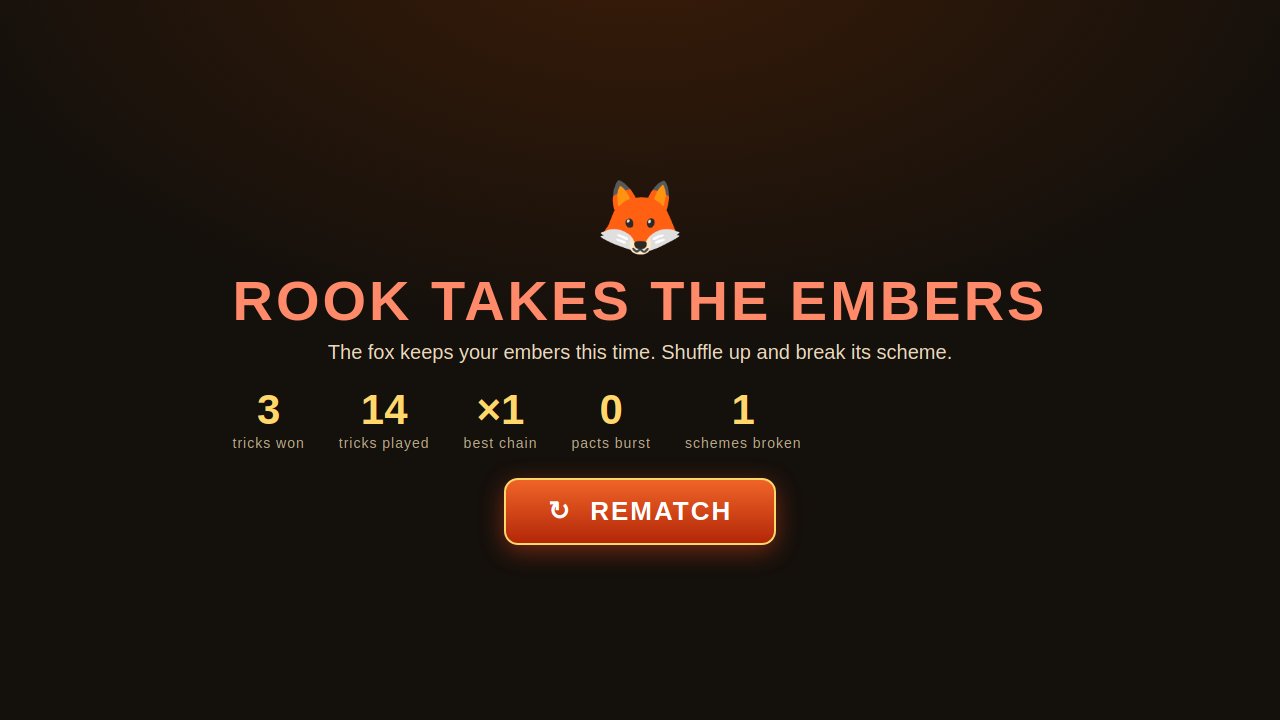 ROOK TAKES THE EMBERS
The fox keeps your embers this time. Shuffle up and break its scheme.
3 14 ×1 0 1
tricks won tricks played best chain pacts burst schemes broken
↻ REMATCH